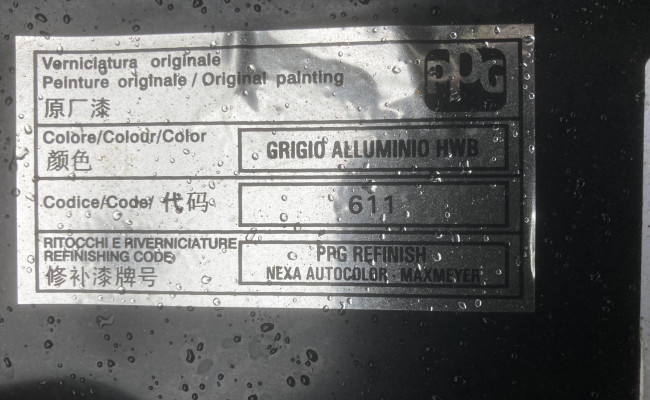 Verniciatura originale
Peinture originale / Original painting
PPG
原厂漆
Colore/Colour/Color
颜色
GRIGIO ALLUMINIO HWB
Codice/Code/ 代码
611
RITOCCHI E RIVERNICIATURE
REFINISHING CODE
修补漆牌号
PPG REFINISH
NEXA AUTOCOLOR - MAXMEYER